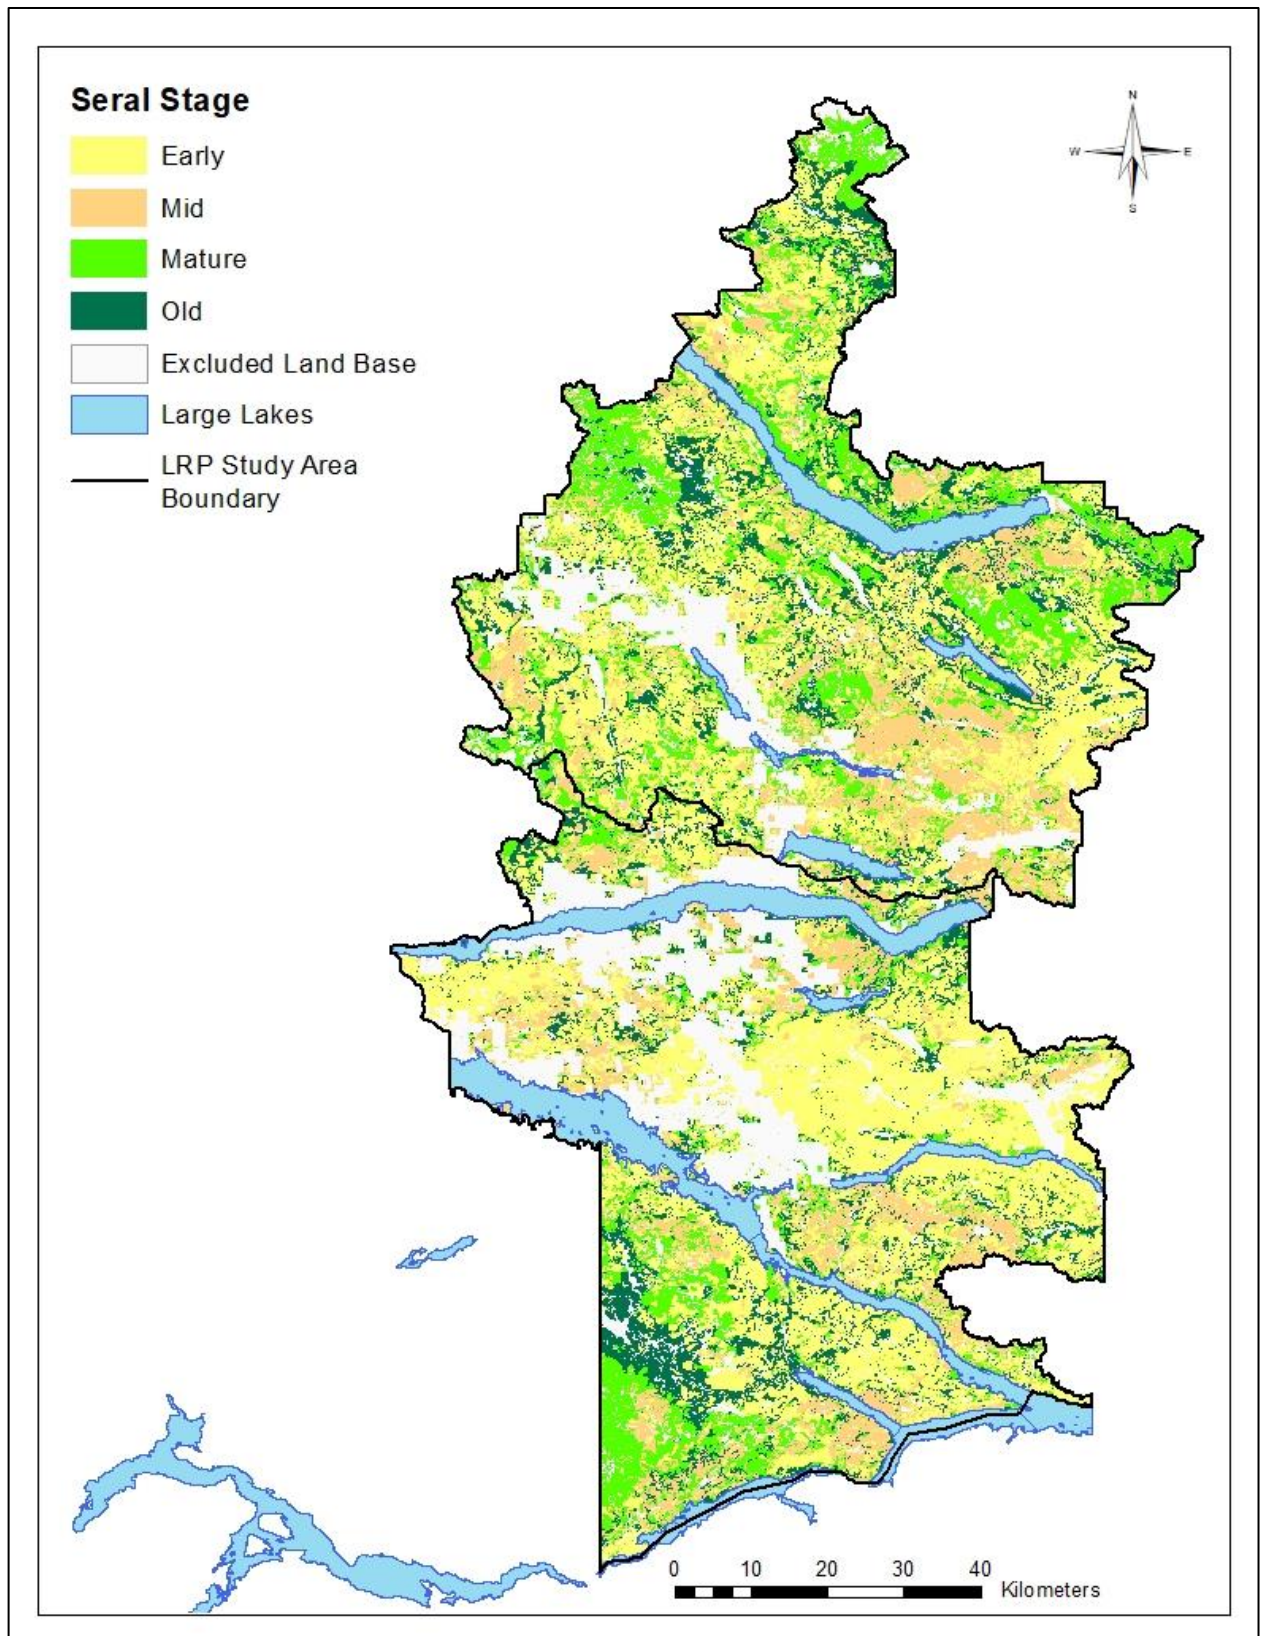 Seral Stage
Early
Mid
Mature
Old
Excluded Land Base
Large Lakes
LRP Study Area
Boundary
N
W E
S
0 10 20 30 40
Kilometers